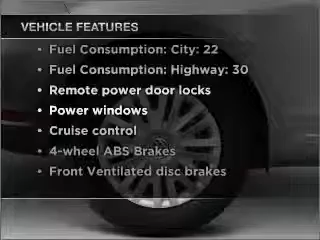 VEHICLE FEATURES
• Fuel Consumption: City: 22
• Fuel Consumption: Highway: 30
• Remote power door locks
• Power windows
• Cruise control
• 4-wheel ABS Brakes
• Front Ventilated disc brakes